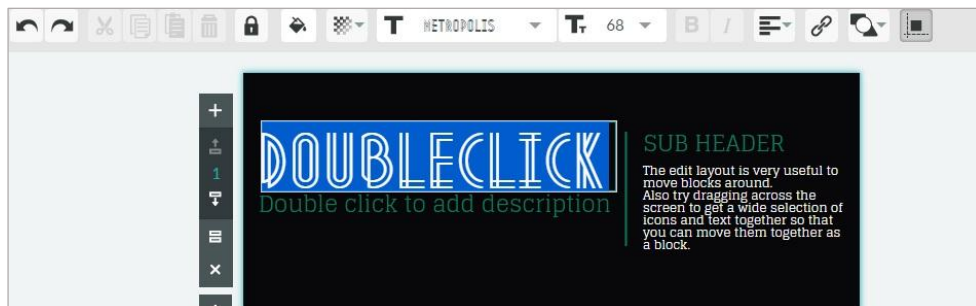 METROPOLIS
68
B I
1
DOUBLECLICK
Double click to add description
SUB HEADER
The edit layout is very useful to
move blocks around.
Also try dragging across the
screen to get a wide selection of
icons and text together so that
you can move them together as
a block.